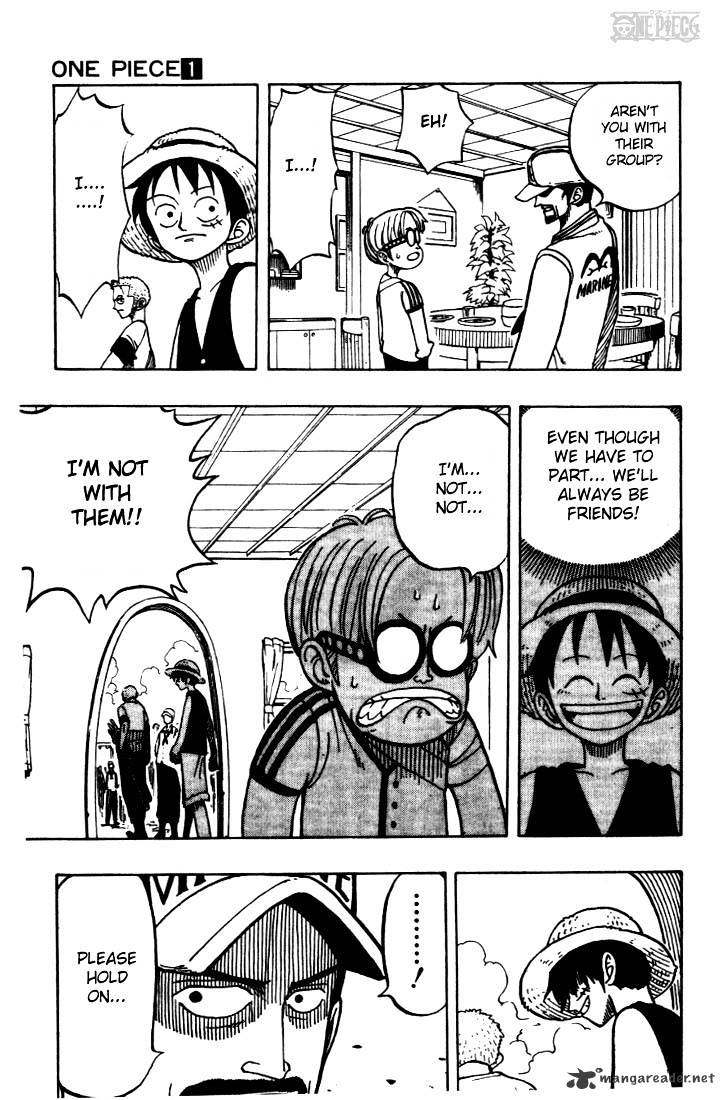 ONE PIECE
ONE PIECE 1
AREN'T
YOU WITH
THEIR
GROUP?
EH!
I...!
MARINE
I....
.....!
EVEN THOUGH
WE HAVE TO
PART... WE'LL
ALWAYS BE
FRIENDS!
I'M...
NOT...
NOT...
I'M NOT
WITH
THEM!!
......
PLEASE
HOLD
ON...
mangareader.net